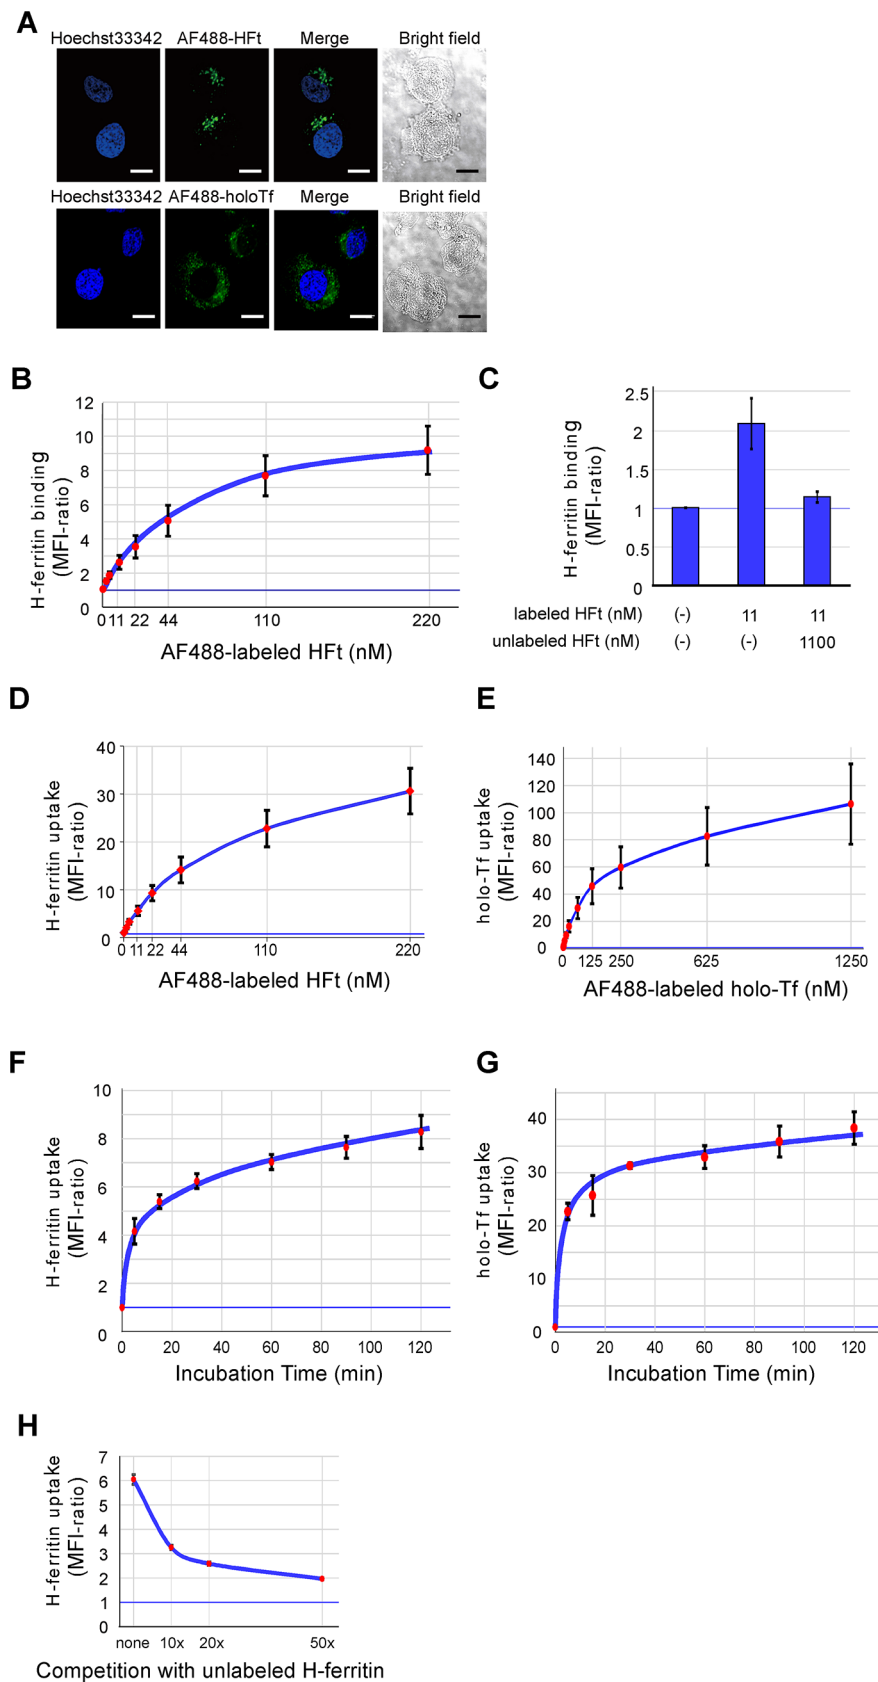 A
Hoechst33342 AF488-HFt Merge Bright field
Hoechst33342 AF488-holoTf Merge Bright field
B
H-ferritin binding
(MFI-ratio)
12
10
8
6
4
2
0
0 11 22 44 110 220
AF488-labeled HFt (nM)
C
H-ferritin binding
(MFI-ratio)
2.5
2
1.5
1
0.5
0
labeled HFt (nM) (-) 11 11
unlabeled HFt (nM) (-) (-) 1100
D
H-ferritin uptake
(MFI-ratio)
40
30
20
10
0
0 11 22 44 110 220
AF488-labeled HFt (nM)
E
holo-Tf uptake
(MFI-ratio)
140
120
100
80
60
40
20
0
0 125 250 625 1250
AF488-labeled holo-Tf (nM)
F
H-ferritin uptake
(MFI-ratio)
10
8
6
4
2
0
0 20 40 60 80 100 120
Incubation Time (min)
G
holo-Tf uptake
(MFI-ratio)
40
30
20
10
0
0 20 40 60 80 100 120
Incubation Time (min)
H
H-ferritin uptake
(MFI-ratio)
7
6
5
4
3
2
1
0
none 10x 20x 50x
Competition with unlabeled H-ferritin